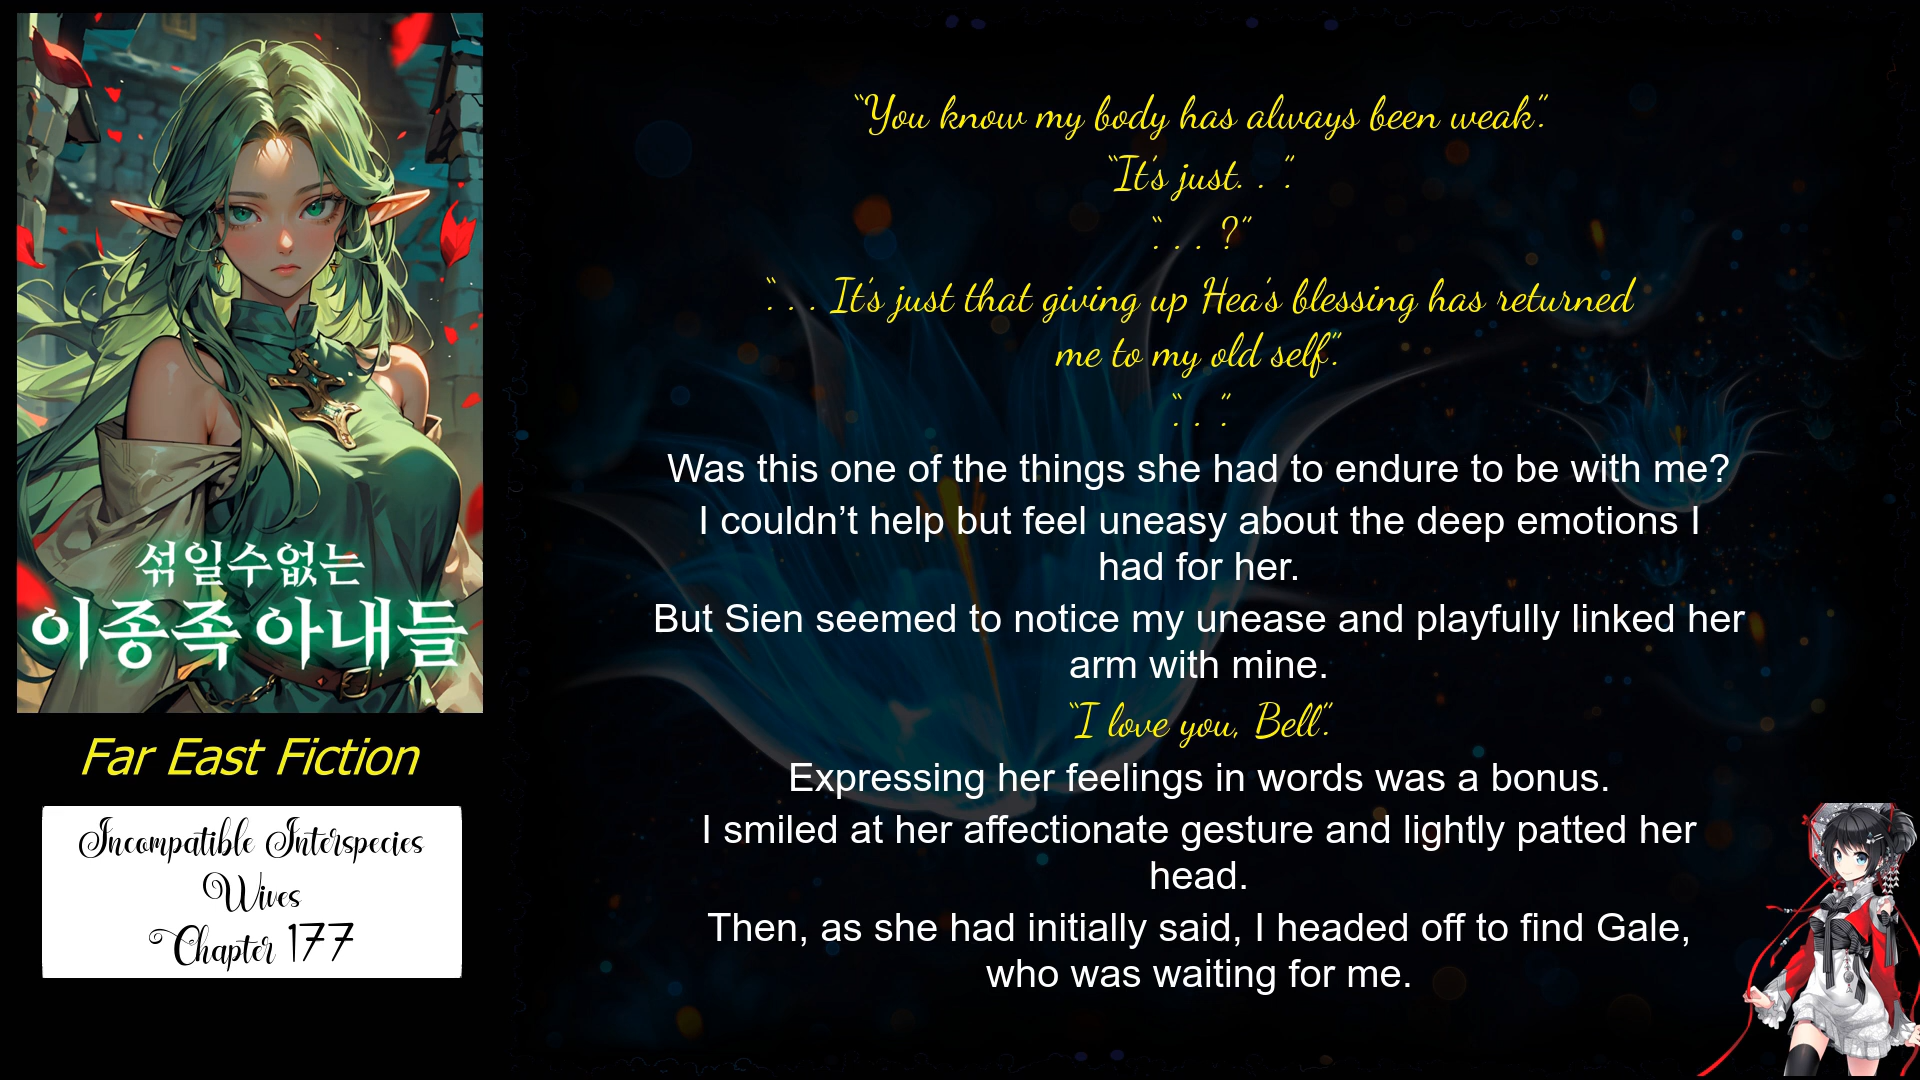 섞일 수 없는
이종족 아내들
Far East Fiction
Incompatible Interspecies
Wives
Chapter 177
“You know my body has always been weak.”
“It’s just. . .”
“. . . ?”
“. . . It’s just that giving up Hea’s blessing has returned
me to my old self.”
“. . .”
Was this one of the things she had to endure to be with me?
I couldn’t help but feel uneasy about the deep emotions I
had for her.
But Sien seemed to notice my unease and playfully linked her
arm with mine.
“I love you, Bell.”
Expressing her feelings in words was a bonus.
I smiled at her affectionate gesture and lightly patted her
head.
Then, as she had initially said, I headed off to find Gale,
who was waiting for me.